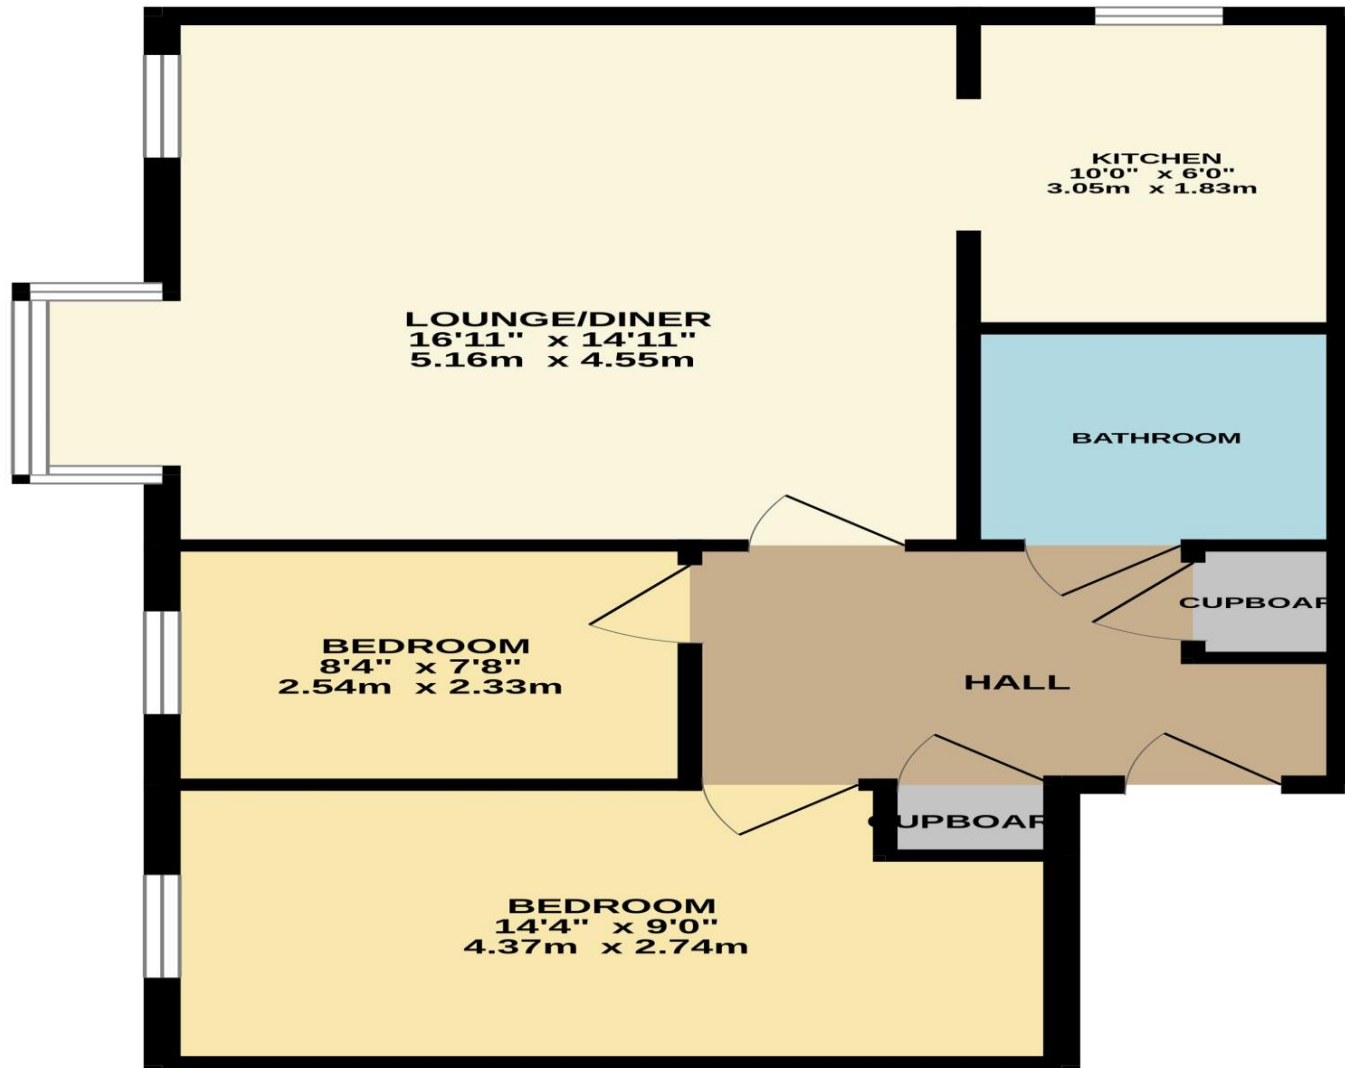 KITCHEN
10'0" x 6'0"
3.05m x 1.83m
LOUNGE/DINER
16'11" x 14'11"
5.16m x 4.55m
BATHROOM
CUPBOAR
BEDROOM
8'4" x 7'8"
2.54m x 2.33m
HALL
CUPBOAR
BEDROOM
14'4" x 9'0"
4.37m x 2.74m